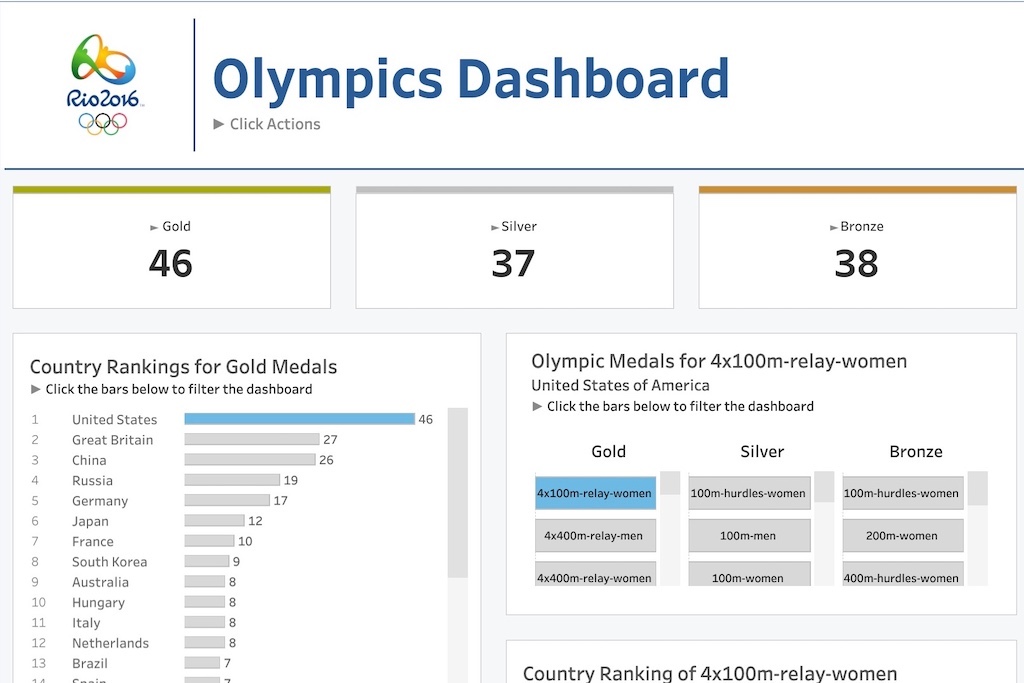 Rio2016
Olympics Dashboard
Click Actions
Gold
46
Silver
37
Bronze
38
Country Rankings for Gold Medals
Click the bars below to filter the dashboard
1 United States 46
2 Great Britain 27
3 China 26
4 Russia 19
5 Germany 17
6 Japan 12
7 France 10
8 South Korea 9
9 Australia 8
10 Hungary 8
11 Italy 8
12 Netherlands 8
13 Brazil 7
14 Spain 7
Olympic Medals for 4x100m-relay-women
United States of America
Click the bars below to filter the dashboard
Gold Silver Bronze
4x100m-relay-women 100m-hurdles-women 100m-hurdles-women
4x400m-relay-men 100m-men 200m-women
4x400m-relay-women 100m-women 400m-hurdles-women
Country Ranking of 4x100m-relay-women